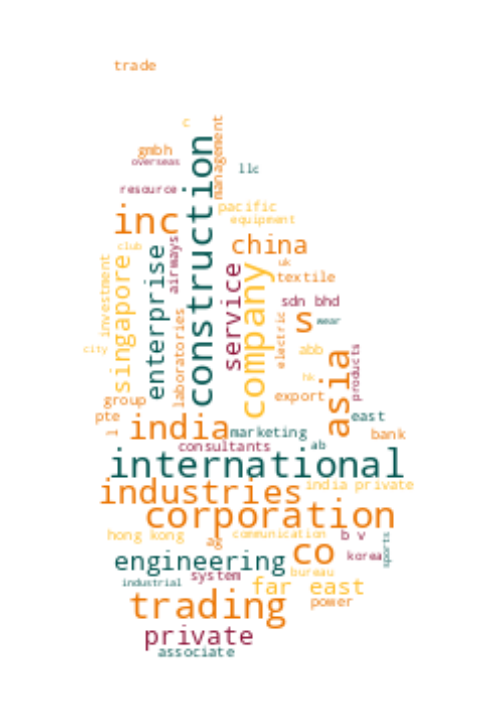 trade
c
management
construction
gmbh
overseas
llc
resource
pacific
inc
equipment
china
club
airways
enterprise
investment
singapore
service
company
uk
textile
sdn bhd
s
wear
electric
laboratories
city
abb
asia
products
hk
export
group
pte
east
l
india
marketing
bank
consultants
ab
international
industries
india private
corporation
hong kong
communication
b v
ag
sports
co
korea
engineering
bureau
system
industrial
far east
trading
power
private
associate